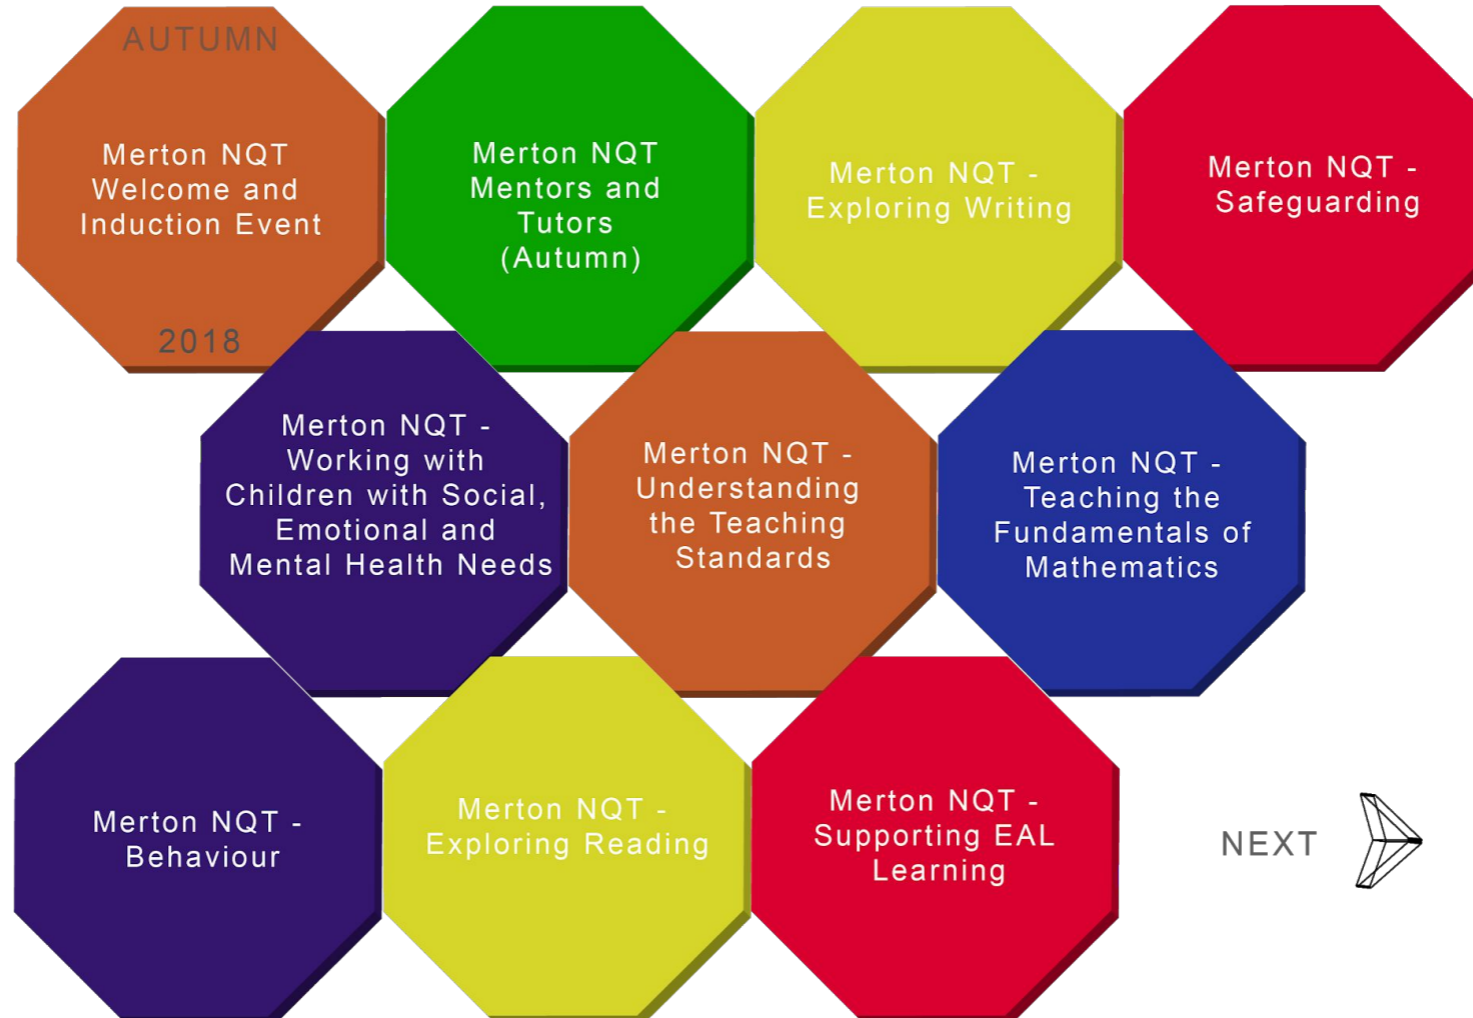 AUTUMN
Merton NQT
Welcome and
Induction Event
2018
Merton NQT
Mentors and
Tutors
(Autumn)
Merton NQT -
Exploring Writing
Merton NQT -
Safeguarding
Merton NQT -
Working with
Children with Social,
Emotional and
Mental Health Needs
Merton NQT -
Understanding
the Teaching
Standards
Merton NQT -
Teaching the
Fundamentals of
Mathematics
Merton NQT -
Behaviour
Merton NQT -
Exploring Reading
Merton NQT -
Supporting EAL
Learning
NEXT